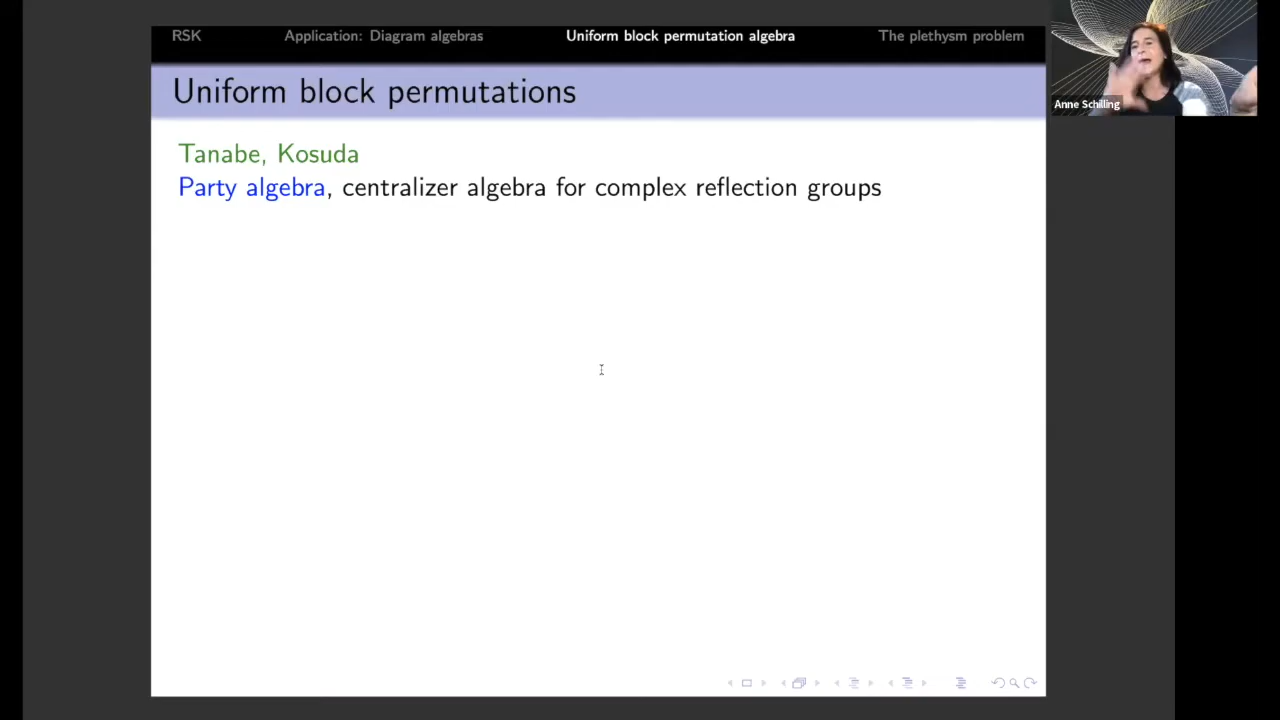 RSK Application: Diagram algebras Uniform block permutation algebra The plethysm problem
Uniform block permutations
Tanabe, Kosuda
Party algebra, centralizer algebra for complex reflection groups
Anne Schilling